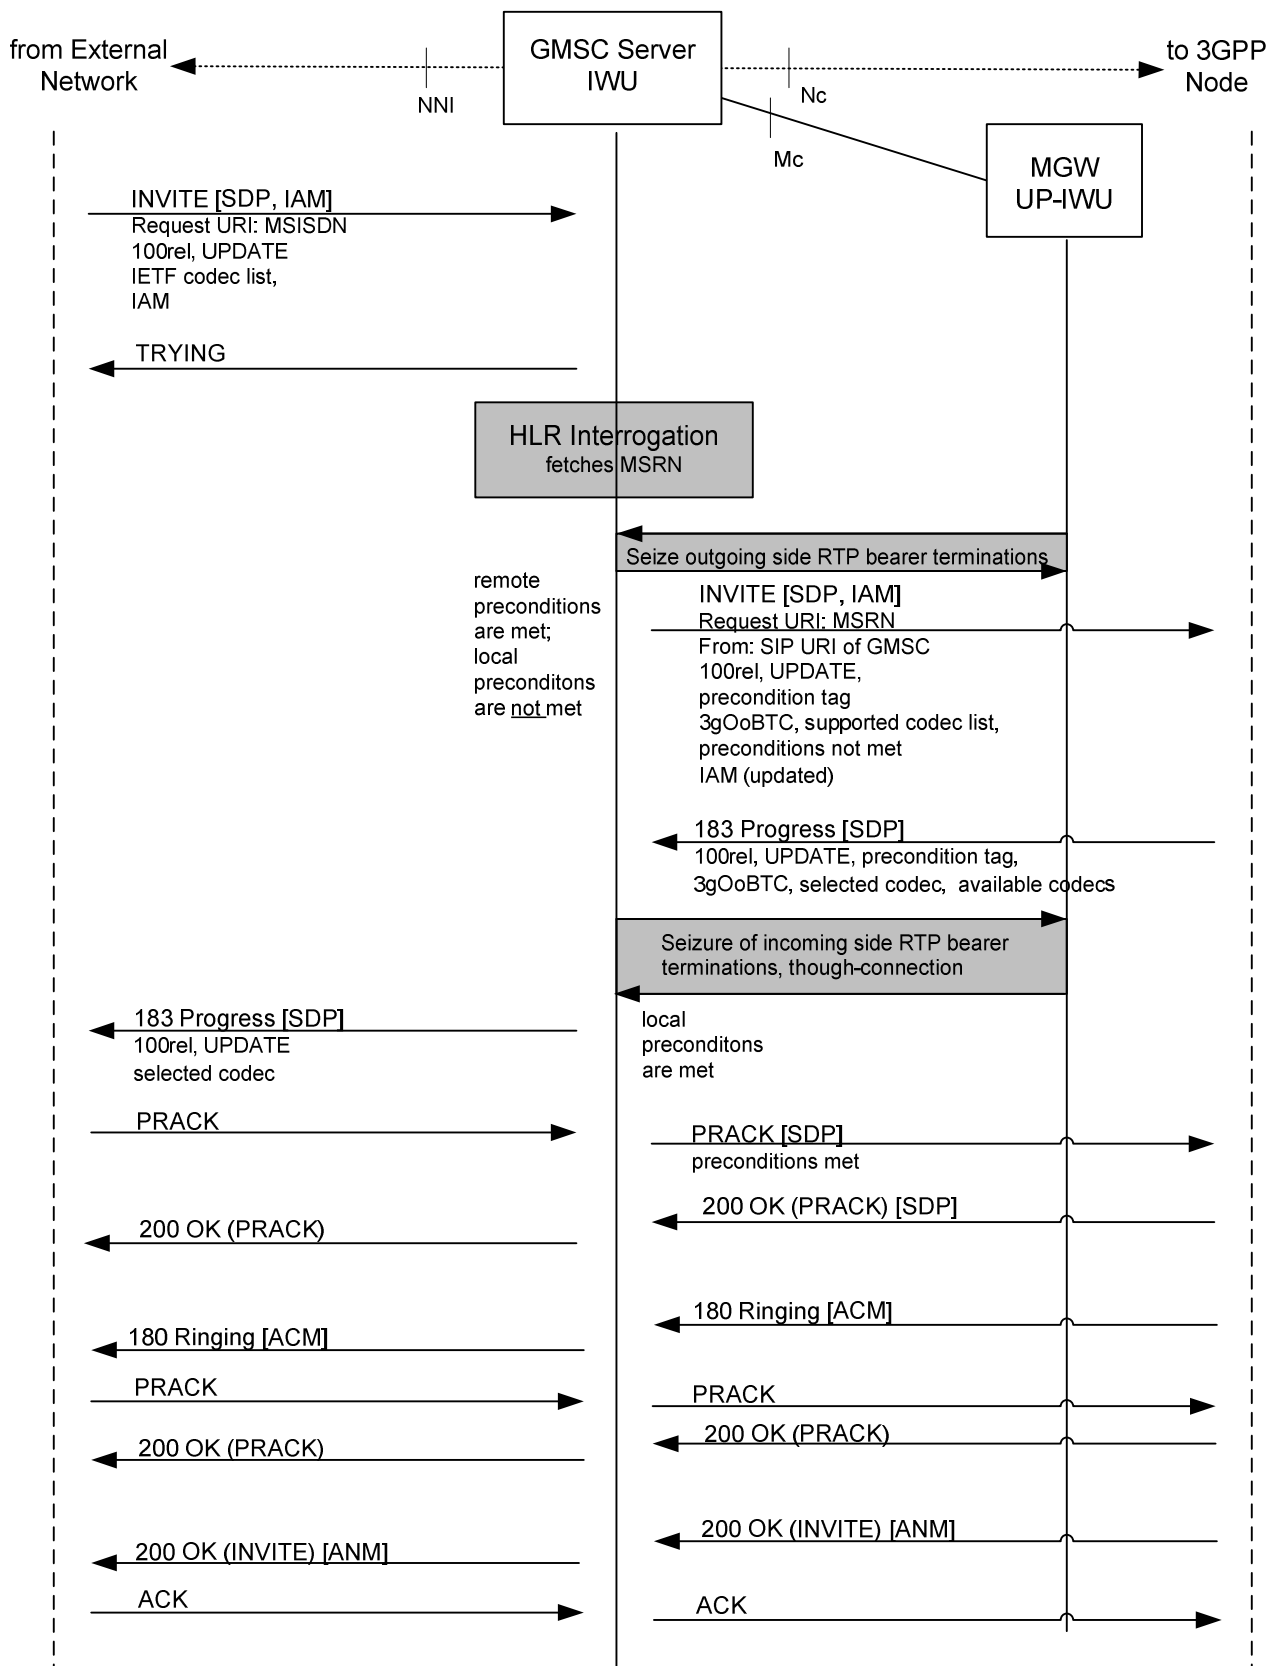 from External
Network
GMSC Server
IWU
to 3GPP
Node
NNI
Nc
Mc
MGW
UP-IWU
INVITE [SDP, IAM]
Request URI: MSISDN
100rel, UPDATE
IETF codec list,
IAM
TRYING
HLR Interrogation
fetches MSRN
Seize outgoing side RTP bearer terminations
remote
preconditions
are met;
local
preconditons
are not met
INVITE [SDP, IAM]
Request URI: MSRN
From: SIP URI of GMSC
100rel, UPDATE,
precondition tag
3gOoBTC, supported codec list,
preconditions not met
IAM (updated)
183 Progress [SDP]
100rel, UPDATE, precondition tag,
3gOoBTC, selected codec, available codecs
Seizure of incoming side RTP bearer
terminations, though-connection
183 Progress [SDP]
100rel, UPDATE
selected codec
local
preconditons
are met
PRACK
PRACK [SDP]
preconditions met
200 OK (PRACK) [SDP]
200 OK (PRACK)
180 Ringing [ACM]
180 Ringing [ACM]
PRACK
PRACK
200 OK (PRACK)
200 OK (PRACK)
200 OK (INVITE) [ANM]
200 OK (INVITE) [ANM]
ACK
ACK